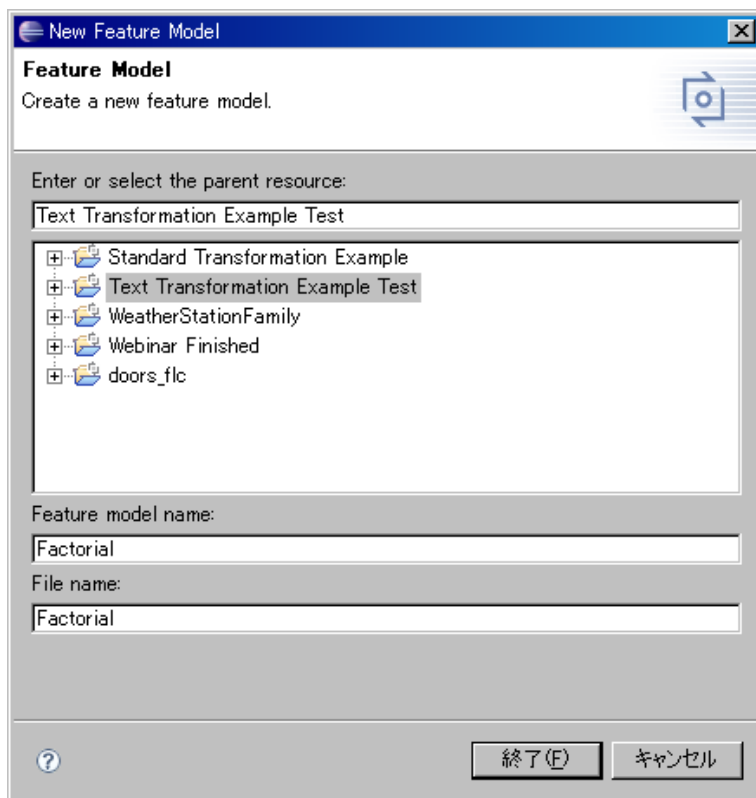 New Feature Model
Feature Model
Create a new feature model.
Enter or select the parent resource:
Text Transformation Example Test
Standard Transformation Example
Text Transformation Example Test
WeatherStationFamily
Webinar Finished
doors_flc
Feature model name:
Factorial
File name:
Factorial
終了(F) キャンセル